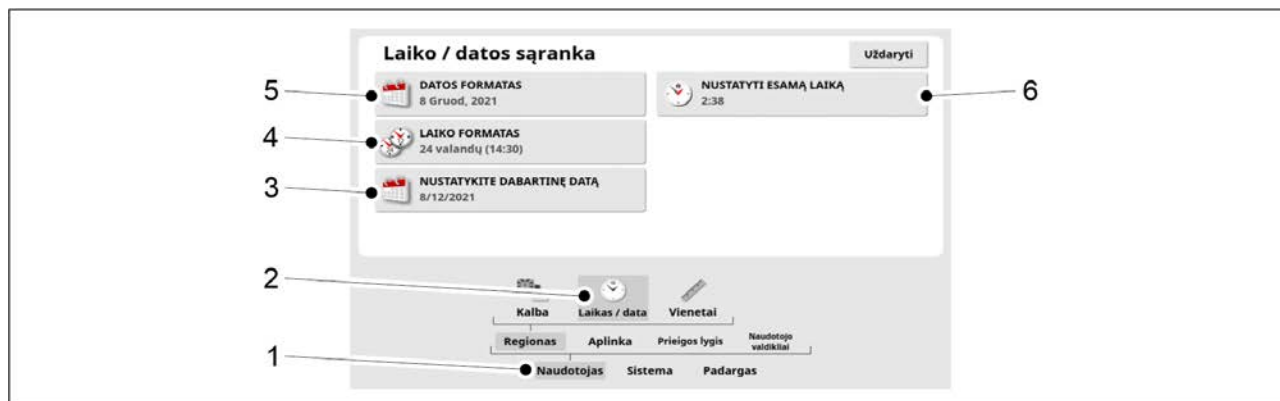 Laiko / datos sąranka
Uždaryti
5
DATOS FORMATAS
8 Gruod, 2021
NUSTATYTI ESAMĄ LAIKĄ
2:38
6
4
LAIKO FORMATAS
24 valandų (14:30)
3
NUSTATYKITE DABARTINĘ DATĄ
8/12/2021
2
Kalba
Laikas / data
Vienetai
Regionas
Aplinka
Prieigos lygis
Naudotojo
valdikliai
1
Naudotojas
Sistema
Padargas